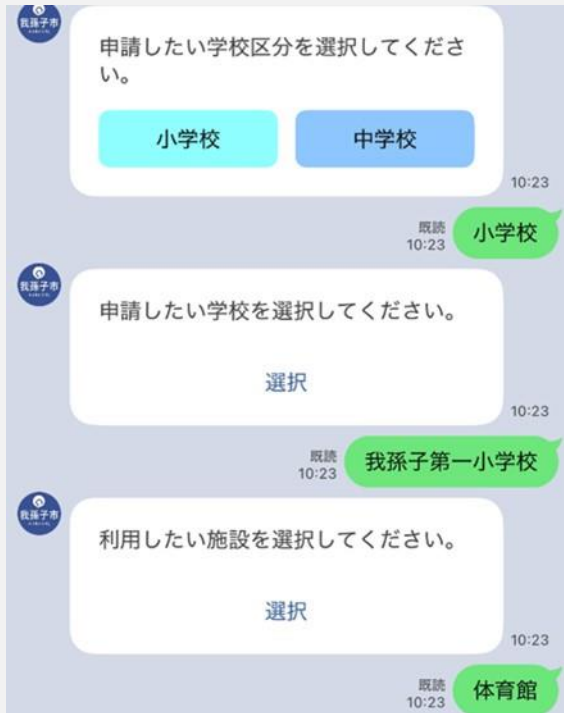 我孫子市
申請したい学校区分を選択してくださ
い。
小学校 中学校
10:23
既読
10:23
小学校
我孫子市
申請したい学校を選択してください。
選択
10:23
既読
10:23
我孫子第一小学校
我孫子市
利用したい施設を選択してください。
選択
10:23
既読
10:23
体育館